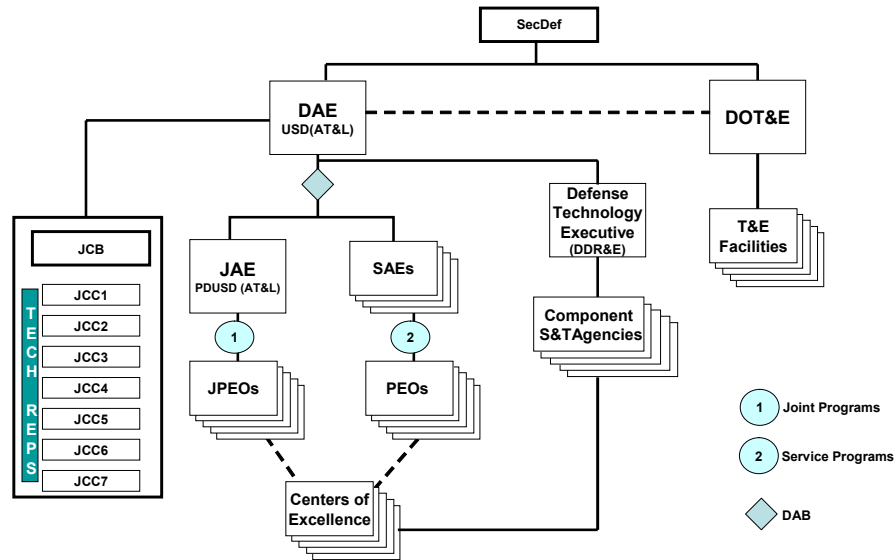 SecDef
DAE
USD(AT&L)
DOT&E
Defense
Technology
Executive
(DDR&E)
T&E
Facilities
JCB
JAE
PDUSD (AT&L)
SAEs
TECH REPS
JCC1
JCC2
JCC3
JCC4
JCC5
JCC6
JCC7
Component
S&TAgencies
1
2
JPEOs
PEOs
Centers of
Excellence
1 Joint Programs
2 Service Programs
DAB